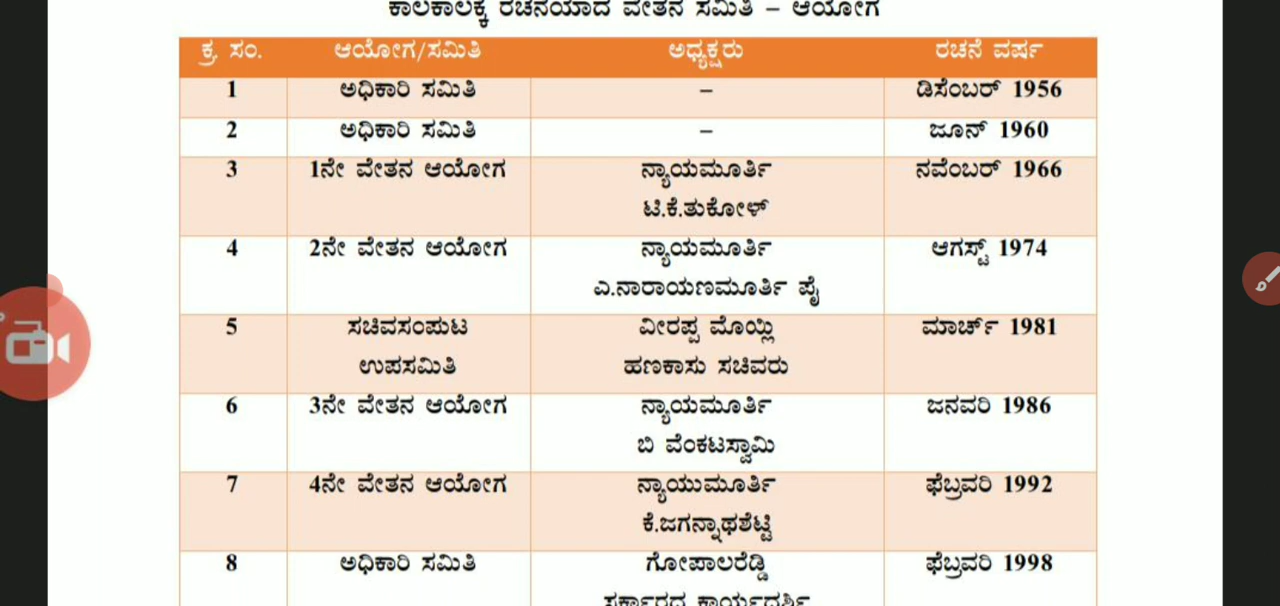 ಕಾಲಕಾಲಕ್ಕೆ ರಚನೆಯಾದ ವೇತನ ಸಮಿತಿ – ಆಯೋಗ
ಕ್ರ. ಸಂ. ಆಯೋಗ/ಸಮಿತಿ ಅಧ್ಯಕ್ಷರು ರಚನೆ ವರ್ಷ
1 ಅಧಿಕಾರಿ ಸಮಿತಿ – ಡಿಸೆಂಬರ್ 1956
2 ಅಧಿಕಾರಿ ಸಮಿತಿ – ಜೂನ್ 1960
3 1ನೇ ವೇತನ ಆಯೋಗ ನ್ಯಾಯಮೂರ್ತಿ ನವೆಂಬರ್ 1966
ಟಿ.ಕೆ.ತುಕೋಳ್
4 2ನೇ ವೇತನ ಆಯೋಗ ನ್ಯಾಯಮೂರ್ತಿ ಆಗಸ್ಟ್ 1974
ಎ.ನಾರಾಯಣಮೂರ್ತಿ ಪೈ
5 ಸಚಿವಸಂಪುಟ ವೀರಪ್ಪ ಮೊಯ್ಲಿ ಮಾರ್ಚ್ 1981
ಉಪಸಮಿತಿ ಹಣಕಾಸು ಸಚಿವರು
6 3ನೇ ವೇತನ ಆಯೋಗ ನ್ಯಾಯಮೂರ್ತಿ ಜನವರಿ 1986
ಬಿ ವೆಂಕಟಸ್ವಾಮಿ
7 4ನೇ ವೇತನ ಆಯೋಗ ನ್ಯಾಯುಮೂರ್ತಿ ಫೆಬ್ರವರಿ 1992
ಕೆ.ಜಗನ್ನಾಥಶೆಟ್ಟಿ
8 ಅಧಿಕಾರಿ ಸಮಿತಿ ಗೋಪಾಲರೆಡ್ಡಿ ಫೆಬ್ರವರಿ 1998
ಸರ್ಕಾರದ ಕಾರ್ಯದರ್ಶಿ